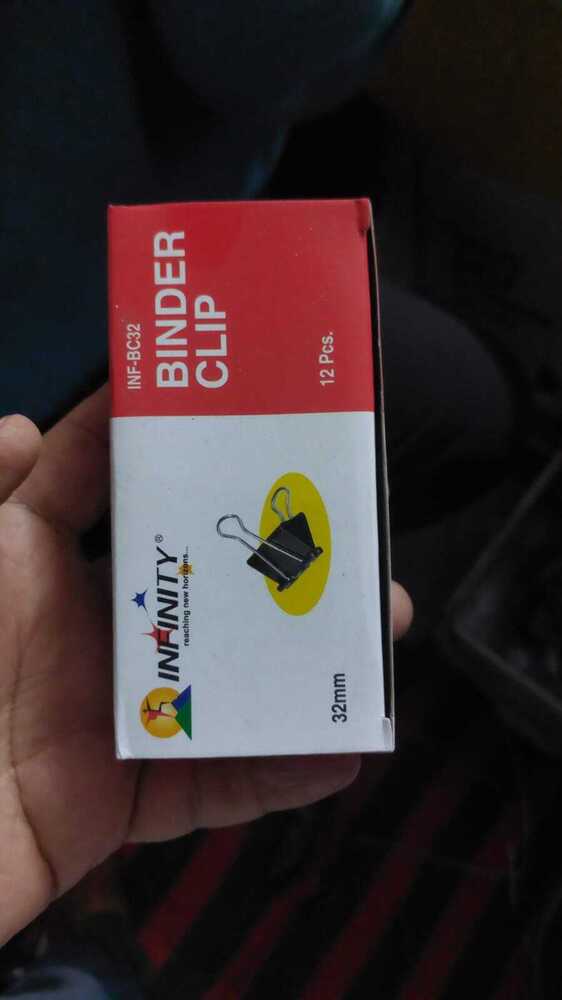 INFINITY®
reaching new horizons...
32mm
INF-BC32
BINDER
CLIP
12 Pcs.